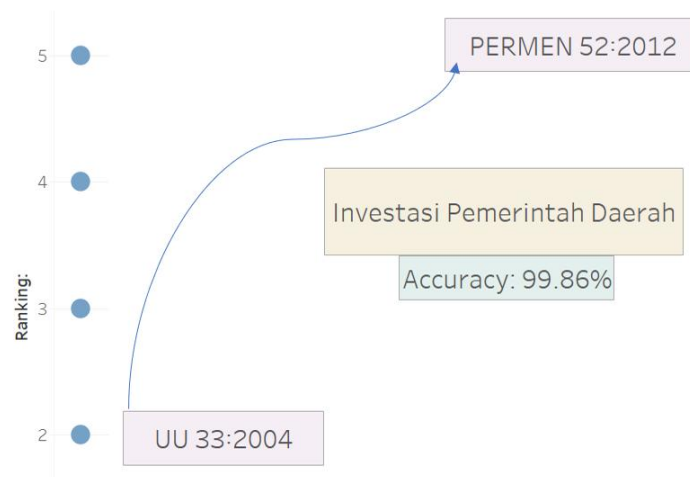 5
PERMEN 52:2012
4
Investasi Pemerintah Daerah
Accuracy: 99.86%
Ranking:
3
2
UU 33:2004